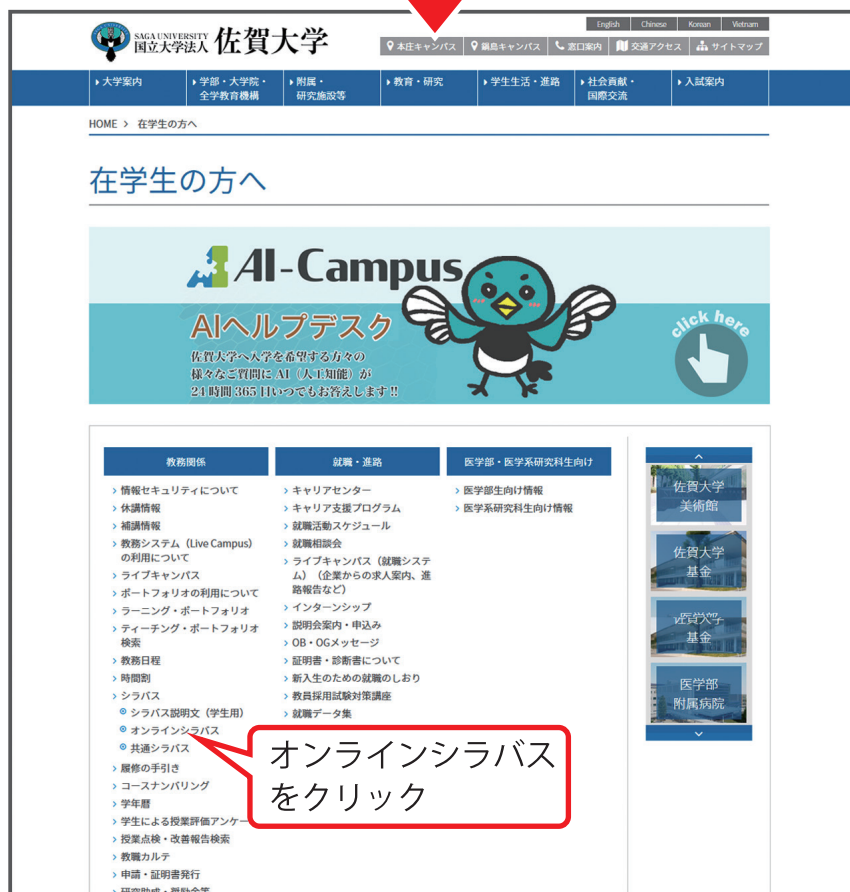 English Chinese Korean Vietnam
SAGA UNIVERSITY
国立大学法人 佐賀大学
本庄キャンパス 鍋島キャンパス 窓口案内 交通アクセス サイトマップ
大学案内
学部・大学院・
全学教育機構
附属・
研究施設等
教育・研究
学生生活・進路
社会貢献・
国際交流
入試案内
HOME > 在学生の方へ
在学生の方へ
AI-Campus
AIヘルプデスク
佐賀大学へ入学を希望する方々の
様々なご質問に AI（人工知能）が
24時間365日いつでもお答えします!!
click here
教務関係
情報セキュリティについて
休講情報
補講情報
教務システム（Live Campus）
の利用について
ライブキャンパス
ポートフォリオの利用について
ラーニング・ポートフォリオ
ティーチング・ポートフォリオ
検索
教務日程
時間割
シラバス
シラバス説明文（学生用）
オンラインシラバス
共通シラバス
履修の手引き
コースナンバリング
学年暦
学生による授業評価アンケー
授業点検・改善報告検索
教職カルテ
申請・証明書発行
研究助成・奨励金等
就職・進路
キャリアセンター
キャリア支援プログラム
就職活動スケジュール
就職相談会
ライブキャンパス（就職システ
ム）（企業からの求人案内、進
路報告など）
インターンシップ
説明会案内・申込み
OB・OGメッセージ
証明書・診断書について
新入生のための就職のしおり
教員採用試験対策講座
就職データ集
医学部・医学系研究科生向け
医学部生向け情報
医学系研究科生向け情報
佐賀大学
美術館
佐賀大学
基金
基金
医学部
附属病院
オンラインシラバス
をクリック